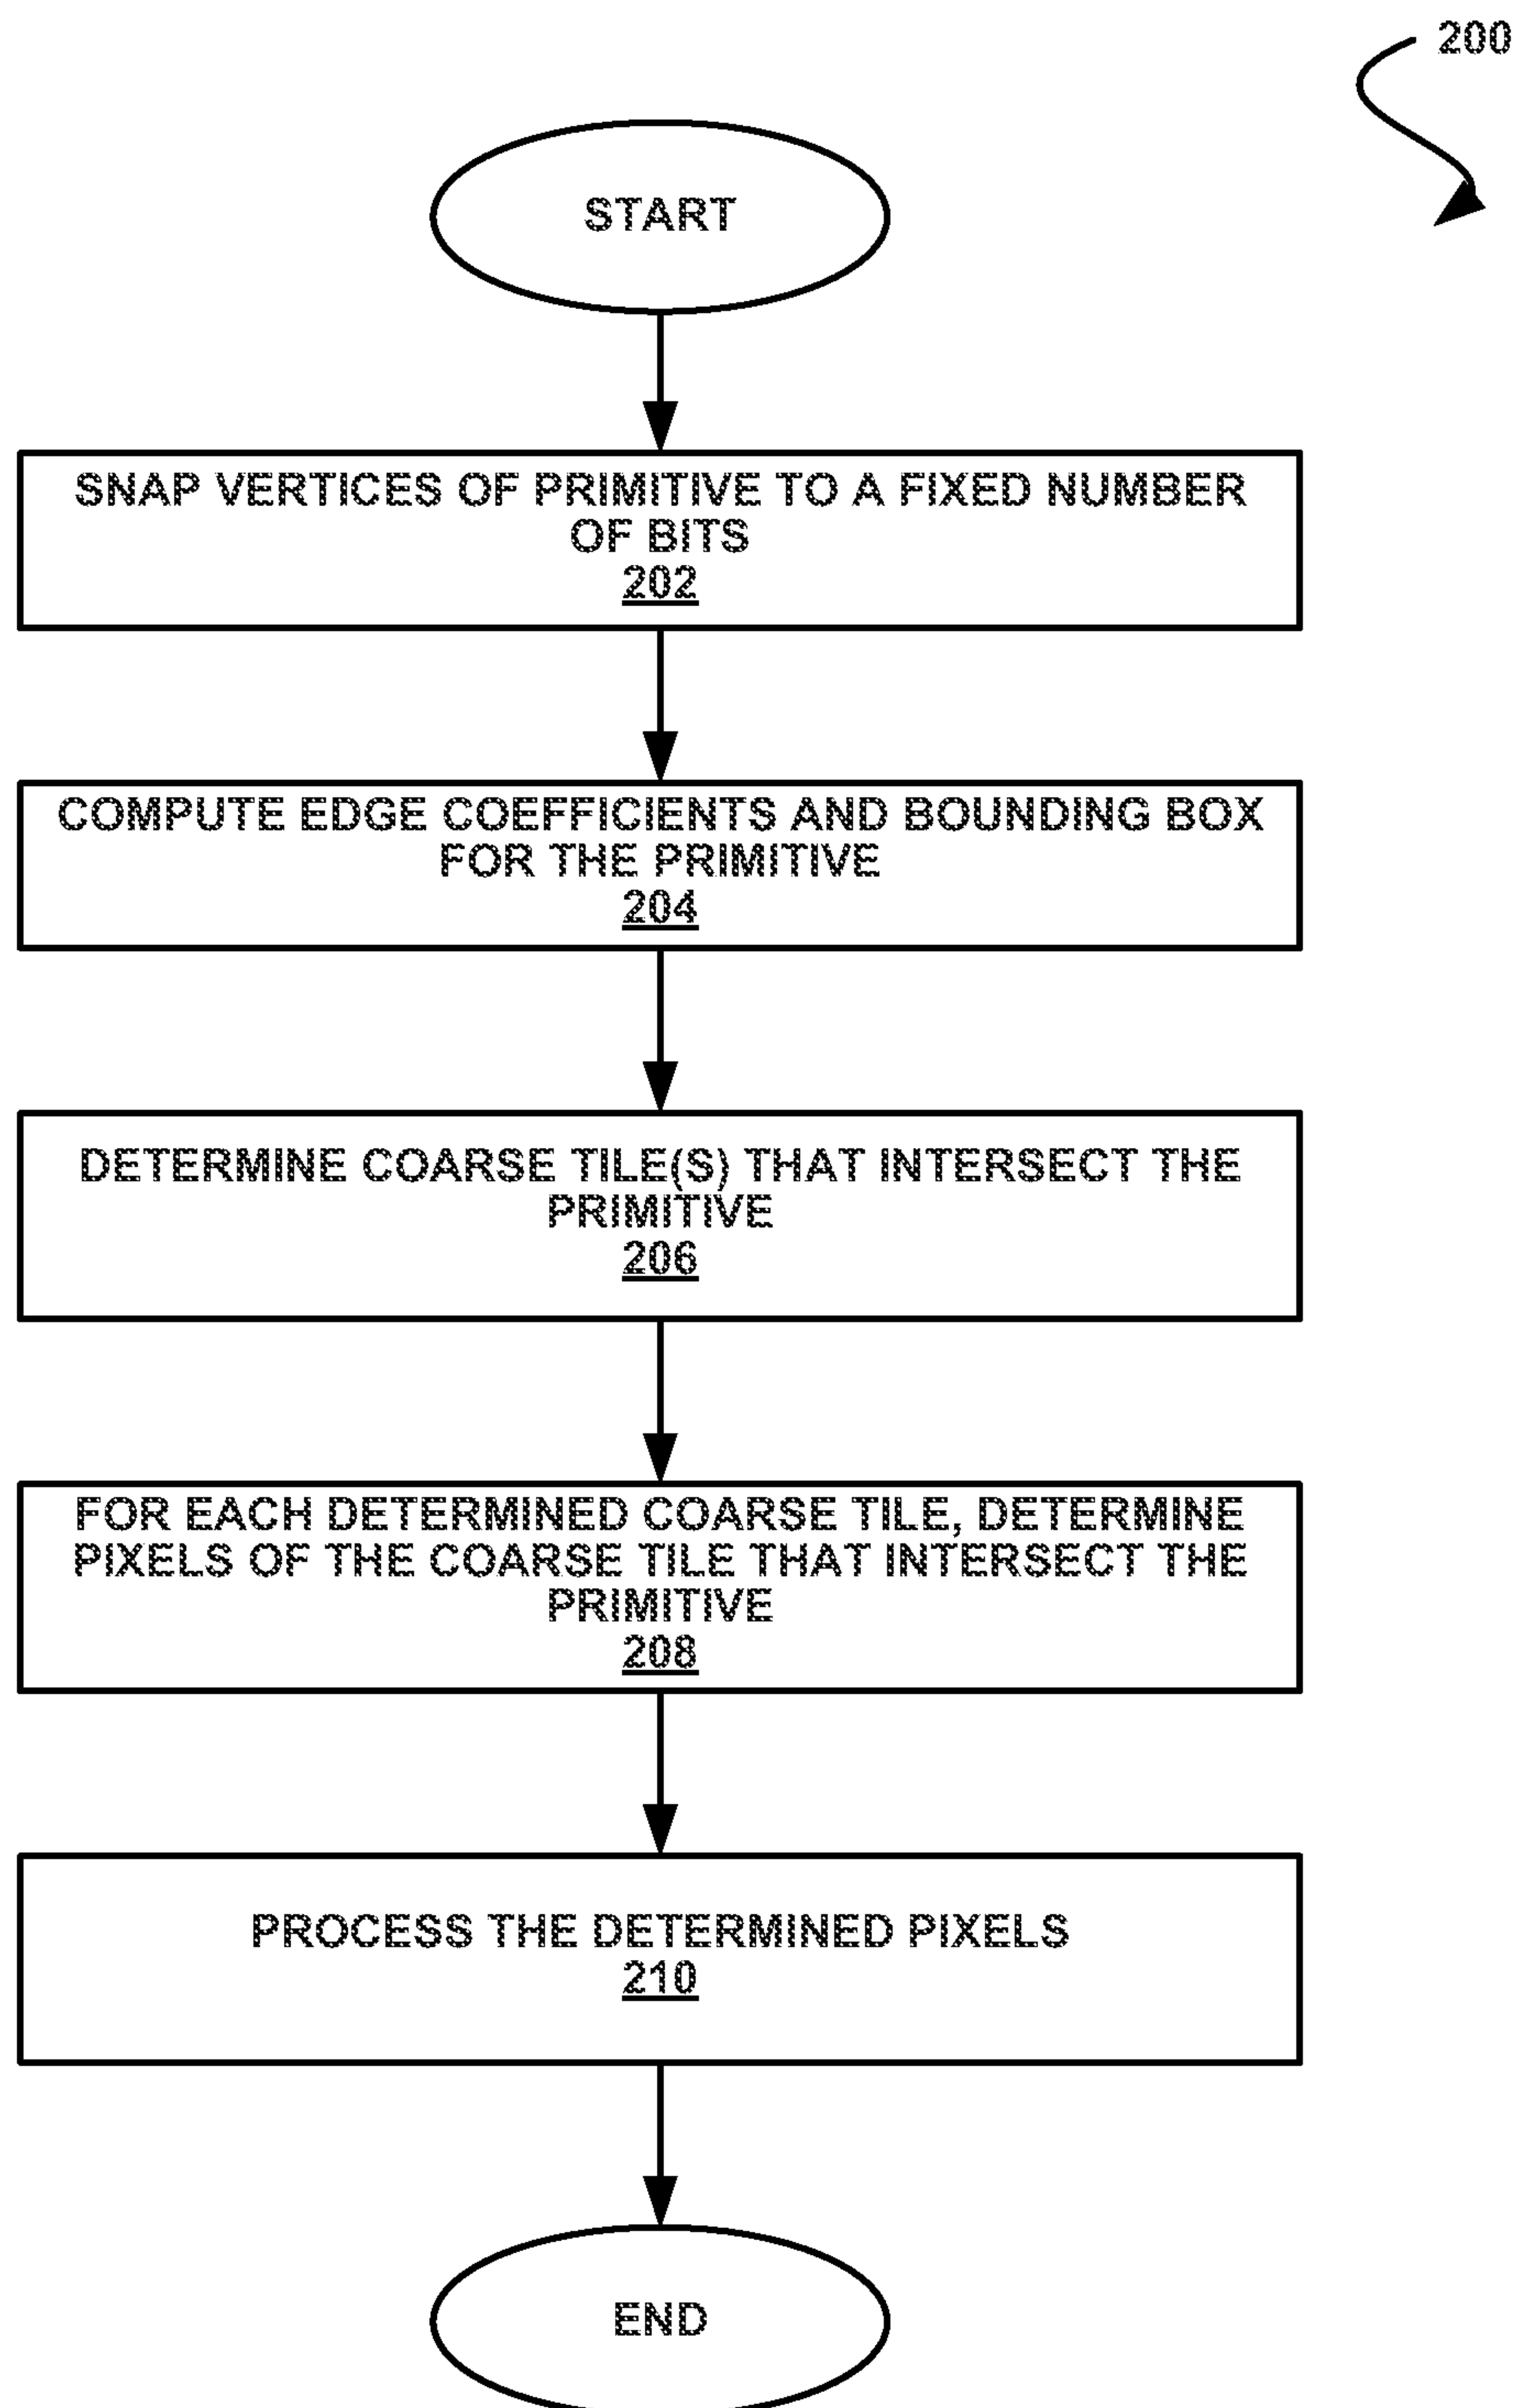 200
START
SNAP VERTICES OF PRIMITIVE TO A FIXED NUMBER
OF BITS
202
COMPUTE EDGE COEFFICIENTS AND BOUNDING BOX
FOR THE PRIMITIVE
204
DETERMINE COARSE TILE(S) THAT INTERSECT THE
PRIMITIVE
206
FOR EACH DETERMINED COARSE TILE, DETERMINE
PIXELS OF THE COARSE TILE THAT INTERSECT THE
PRIMITIVE
208
PROCESS THE DETERMINED PIXELS
210
END